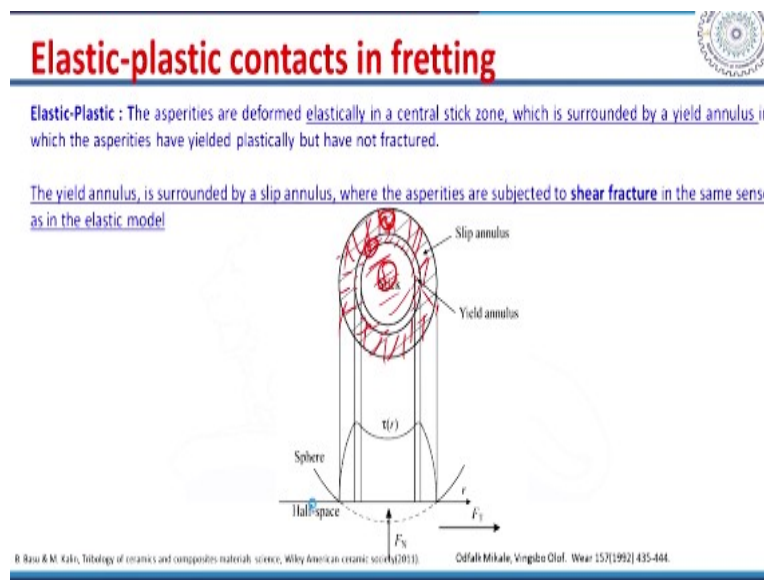 Elastic-plastic contacts in fretting
Elastic-Plastic : The asperities are deformed elastically in a central stick zone, which is surrounded by a yield annulus i
which the asperities have yielded plastically but have not fractured.
The yield annulus, is surrounded by a slip annulus, where the asperities are subjected to shear fracture in the same sense
as in the elastic model
Slip annulus
Stick
Yield annulus
τ(r)
Sphere
r
Half-space
F_T
F_N
B. Basu & M. Kalin, Tribology of ceramics and compposites materials science, Wiley American ceramic society(2011).
Odfalk Mikale, Vingsbo Olof. Wear 157(1992) 435-444.